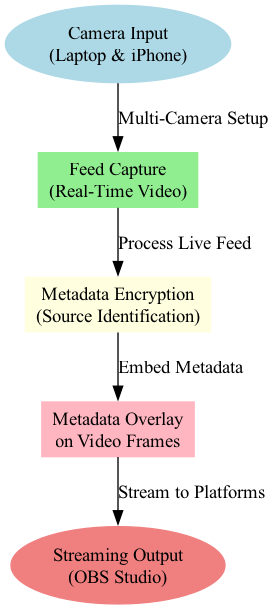 Camera Input
(Laptop & iPhone)
Multi-Camera Setup
Feed Capture
(Real-Time Video)
Process Live Feed
Metadata Encryption
(Source Identification)
Embed Metadata
Metadata Overlay
on Video Frames
Stream to Platforms
Streaming Output
(OBS Studio)